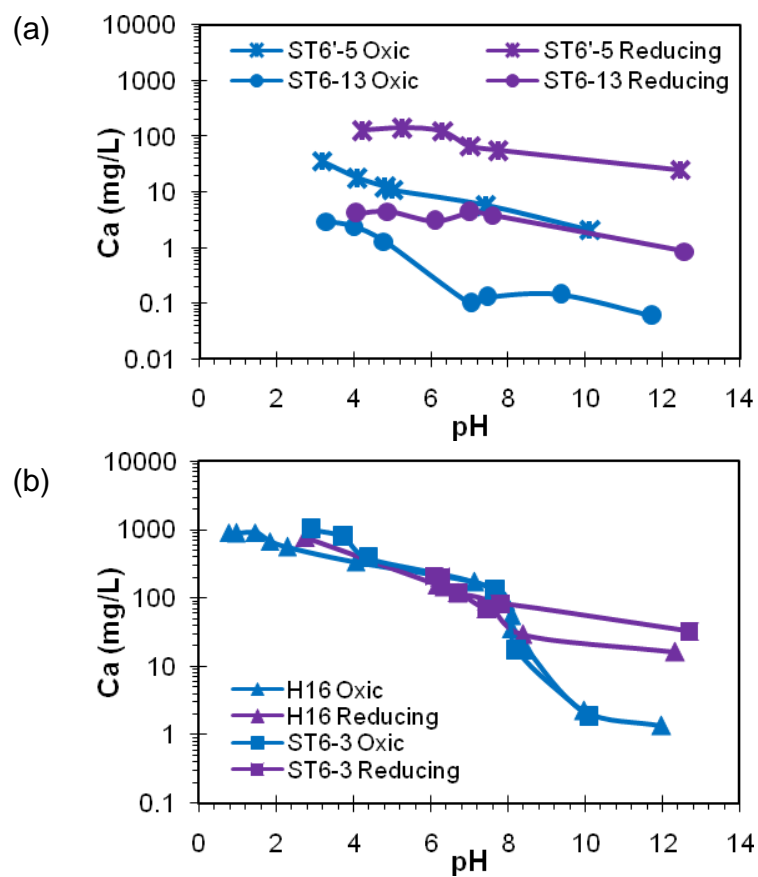 (a)
ST6'-5 Oxic ST6'-5 Reducing
ST6-13 Oxic ST6-13 Reducing
10000
1000
100
10
1
0.1
0.01
Ca (mg/L)
0 2 4 6 8 10 12 14
pH
(b)
10000
1000
100
10
1
0.1
Ca (mg/L)
H16 Oxic
H16 Reducing
ST6-3 Oxic
ST6-3 Reducing
0 2 4 6 8 10 12 14
pH